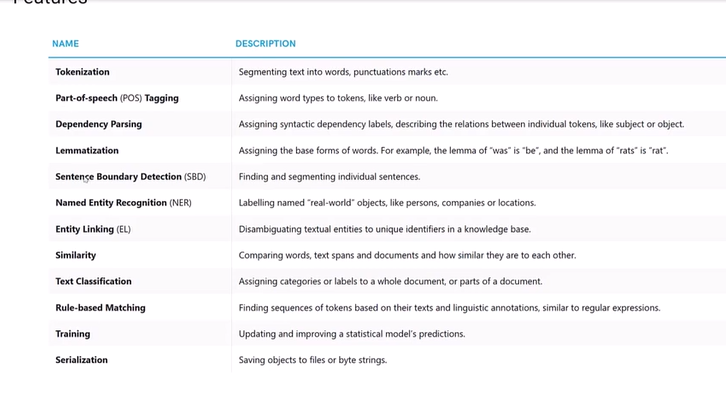 Features
NAME DESCRIPTION
Tokenization Segmenting text into words, punctuations marks etc.
Part-of-speech (POS) Tagging Assigning word types to tokens, like verb or noun.
Dependency Parsing Assigning syntactic dependency labels, describing the relations between individual tokens, like subject or object.
Lemmatization Assigning the base forms of words. For example, the lemma of "was" is "be", and the lemma of "rats" is "rat".
Sentence Boundary Detection (SBD) Finding and segmenting individual sentences.
Named Entity Recognition (NER) Labelling named "real-world" objects, like persons, companies or locations.
Entity Linking (EL) Disambiguating textual entities to unique identifiers in a knowledge base.
Similarity Comparing words, text spans and documents and how similar they are to each other.
Text Classification Assigning categories or labels to a whole document, or parts of a document.
Rule-based Matching Finding sequences of tokens based on their texts and linguistic annotations, similar to regular expressions.
Training Updating and improving a statistical model's predictions.
Serialization Saving objects to files or byte strings.